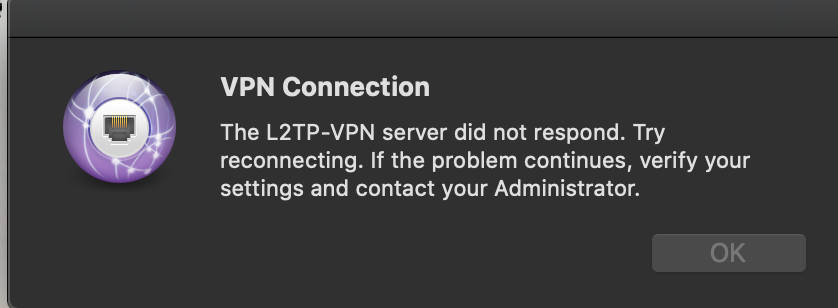 VPN Connection
The L2TP-VPN server did not respond. Try
reconnecting. If the problem continues, verify your
settings and contact your Administrator.
OK